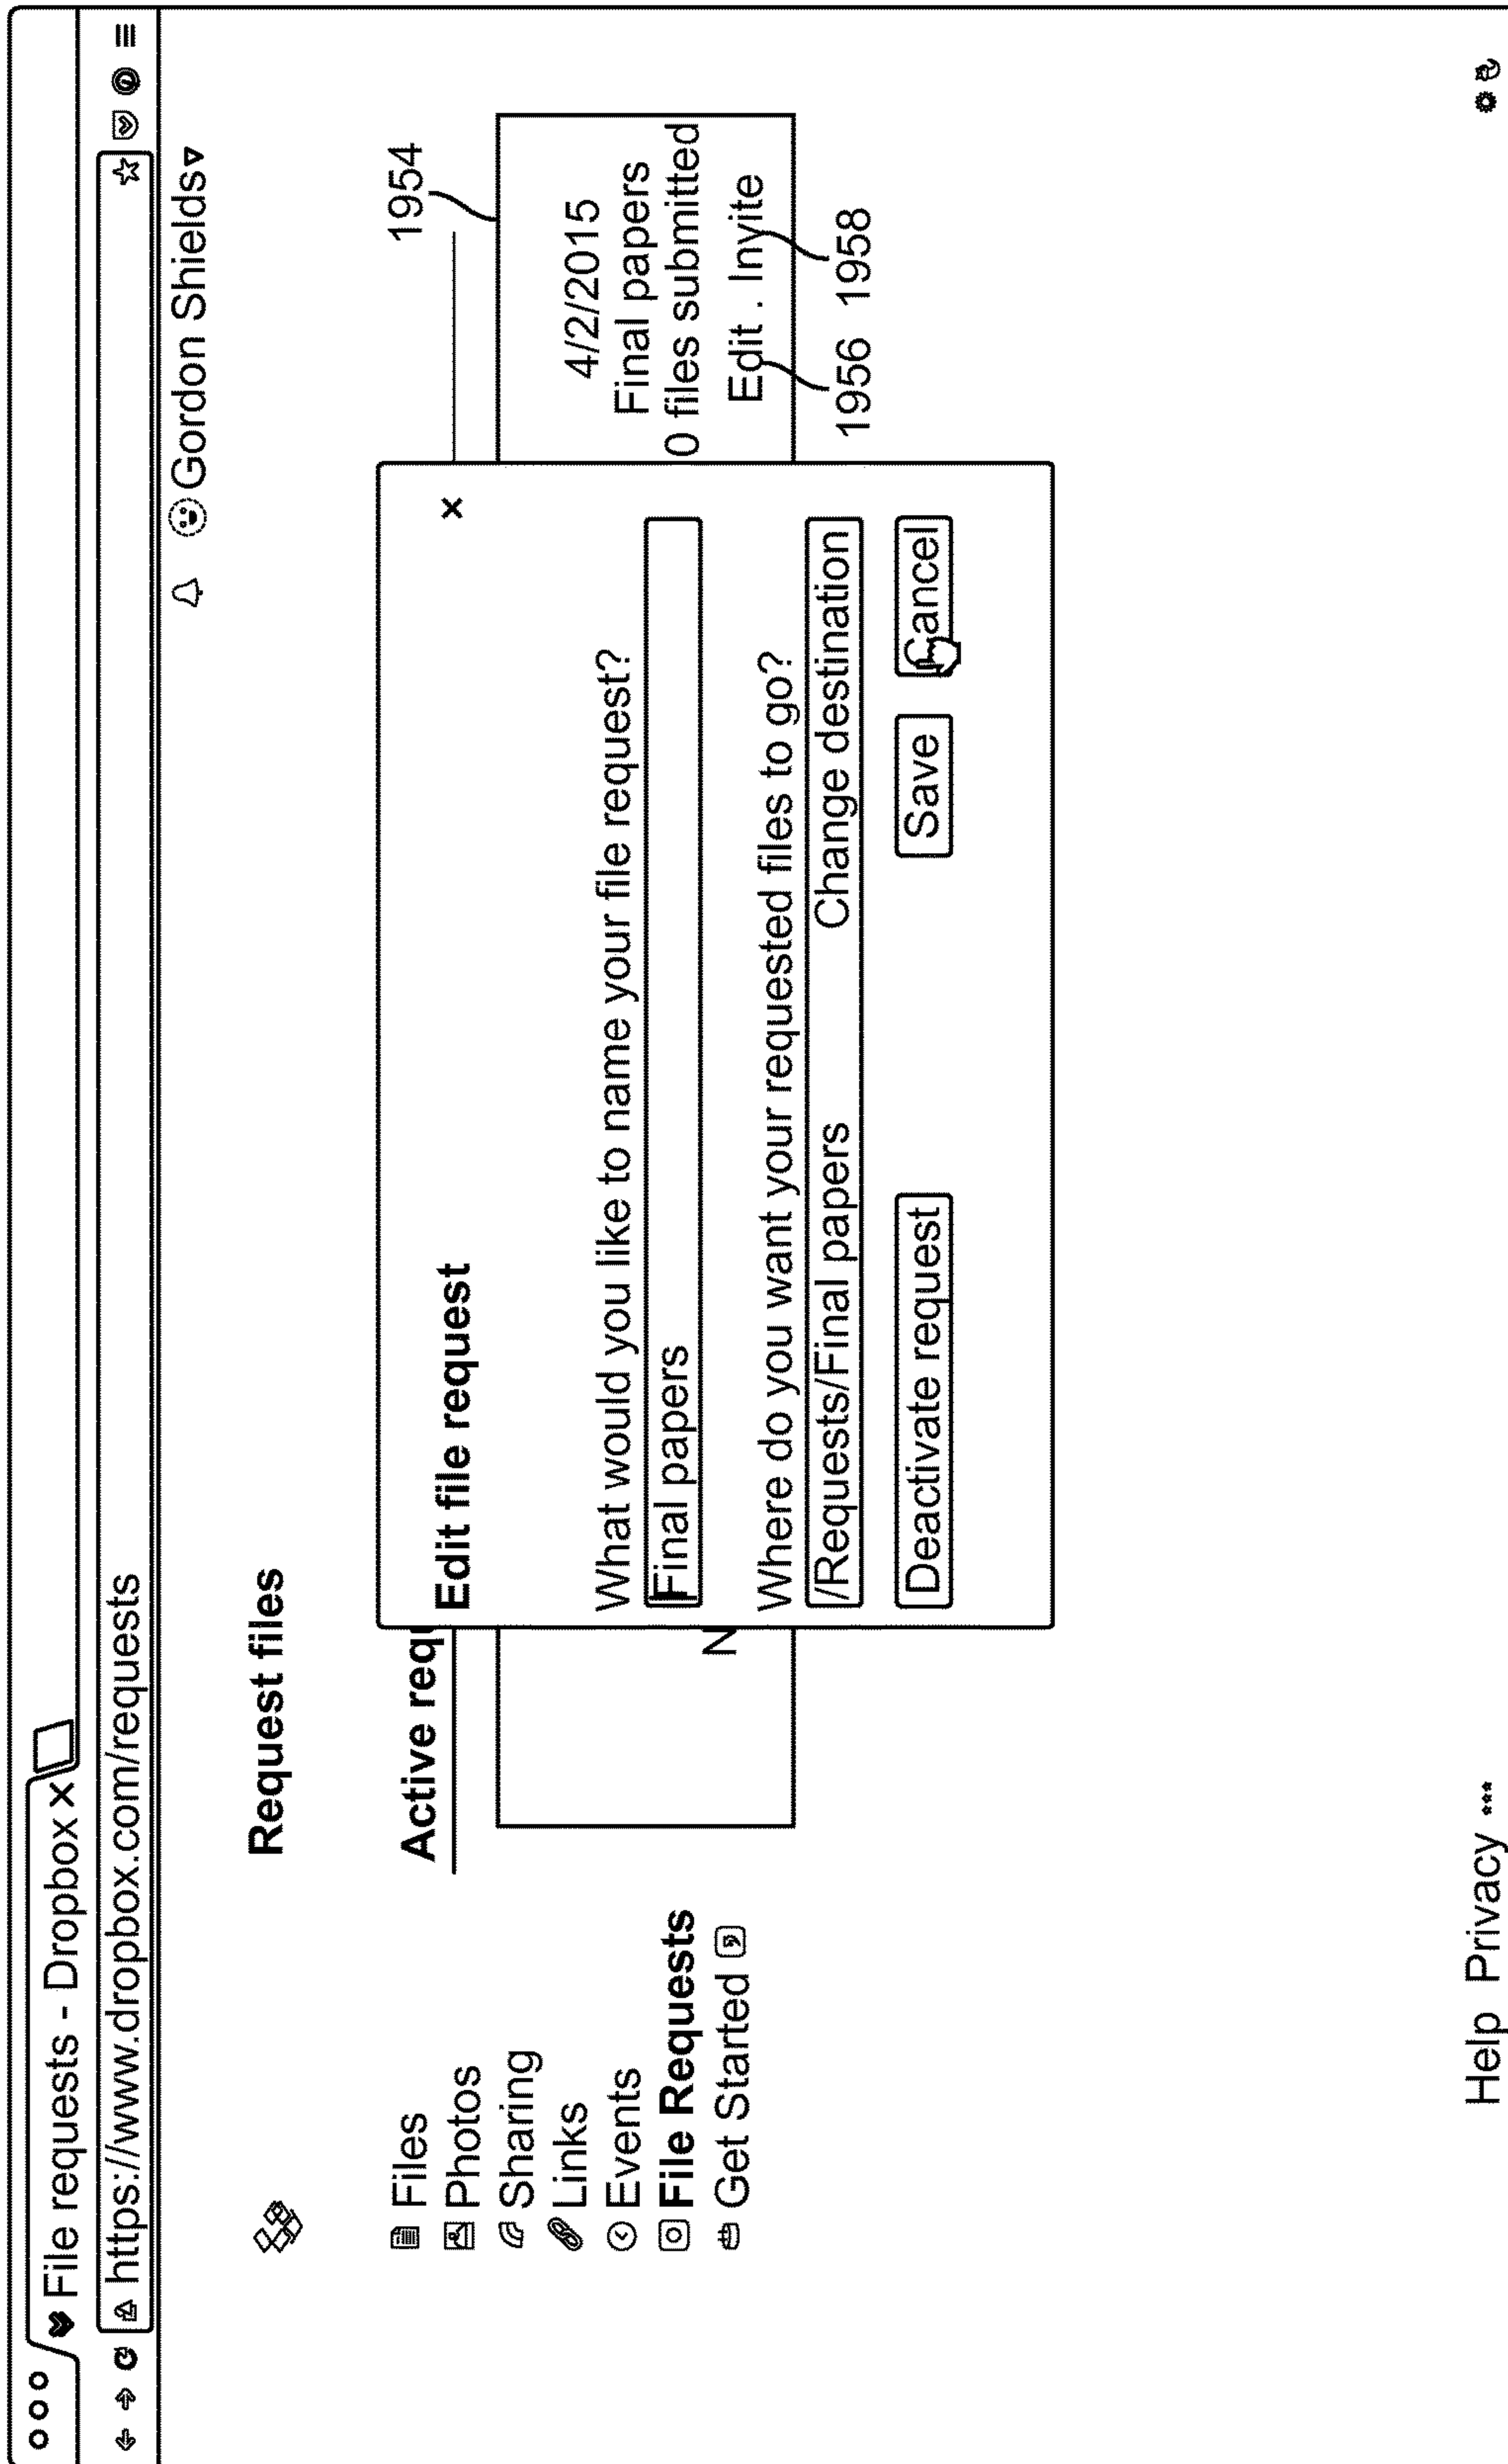 File requests - Dropbox
https://www.dropbox.com/requests
Gordon Shields
Request files
Files
Photos
Sharing
Links
Events
File Requests
Get Started
Active req
1954
4/2/2015
Final papers
0 files submitted
Edit . Invite
1956 1958
N
Edit file request
×
What would you like to name your file request?
Final papers
Where do you want your requested files to go?
/Requests/Final papers Change destination
Deactivate request Save Cancel
Help Privacy